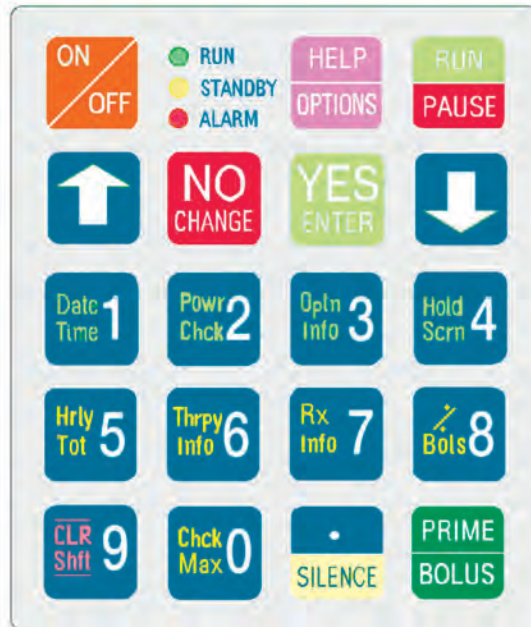 ON
OFF
RUN
STANDBY
ALARM
HELP
OPTIONS
RUN
PAUSE
NO
CHANGE
YES
ENTER
Date
Time 1
Powr
Chck 2
Optn
Info 3
Hold
Scrn 4
Hrly
Tot 5
Thrpy
Info 6
Rx
Info 7
Bols 8
CLR
Shft 9
Chck
Max 0
.
SILENCE
PRIME
BOLUS